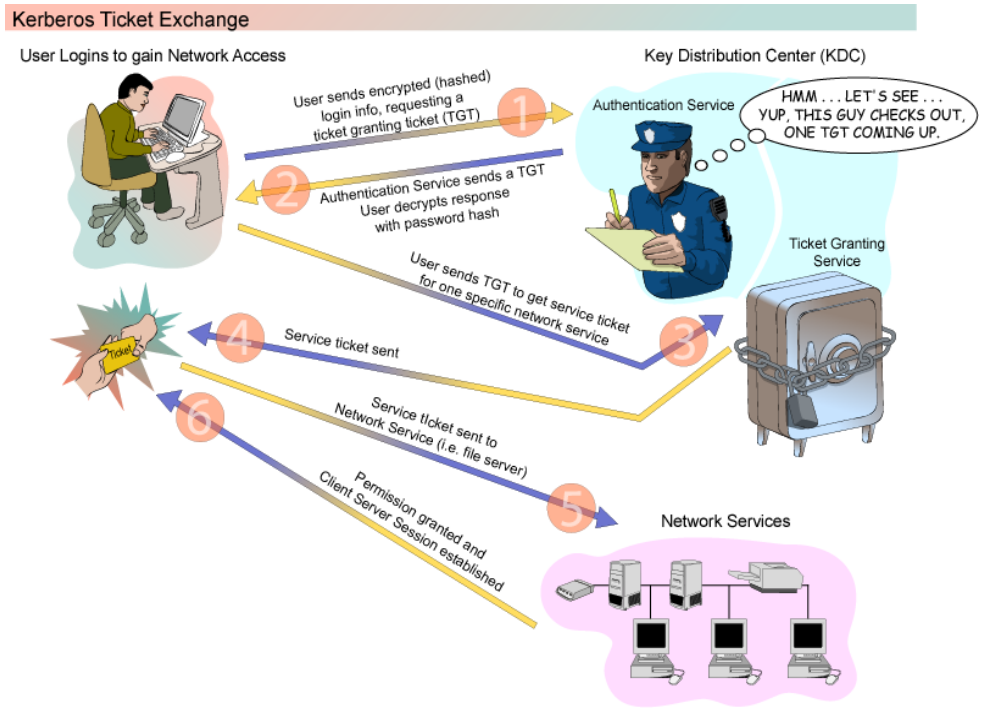 Kerberos Ticket Exchange
User Logins to gain Network Access
Key Distribution Center (KDC)
Authentication Service
HMM . . . LET'S SEE . . .
YUP, THIS GUY CHECKS OUT,
ONE TGT COMING UP.
User sends encrypted (hashed)
login info, requesting a
ticket granting ticket (TGT)
1
2
Authentication Service sends a TGT
User decrypts response
with password hash
Ticket Granting
Service
User sends TGT to get service ticket
for one specific network service
3
4
Service ticket sent
Ticket
Service tIcket sent to
Network Service (i.e. file server)
5
6
Permission granted and
Client Server Session established
Network Services